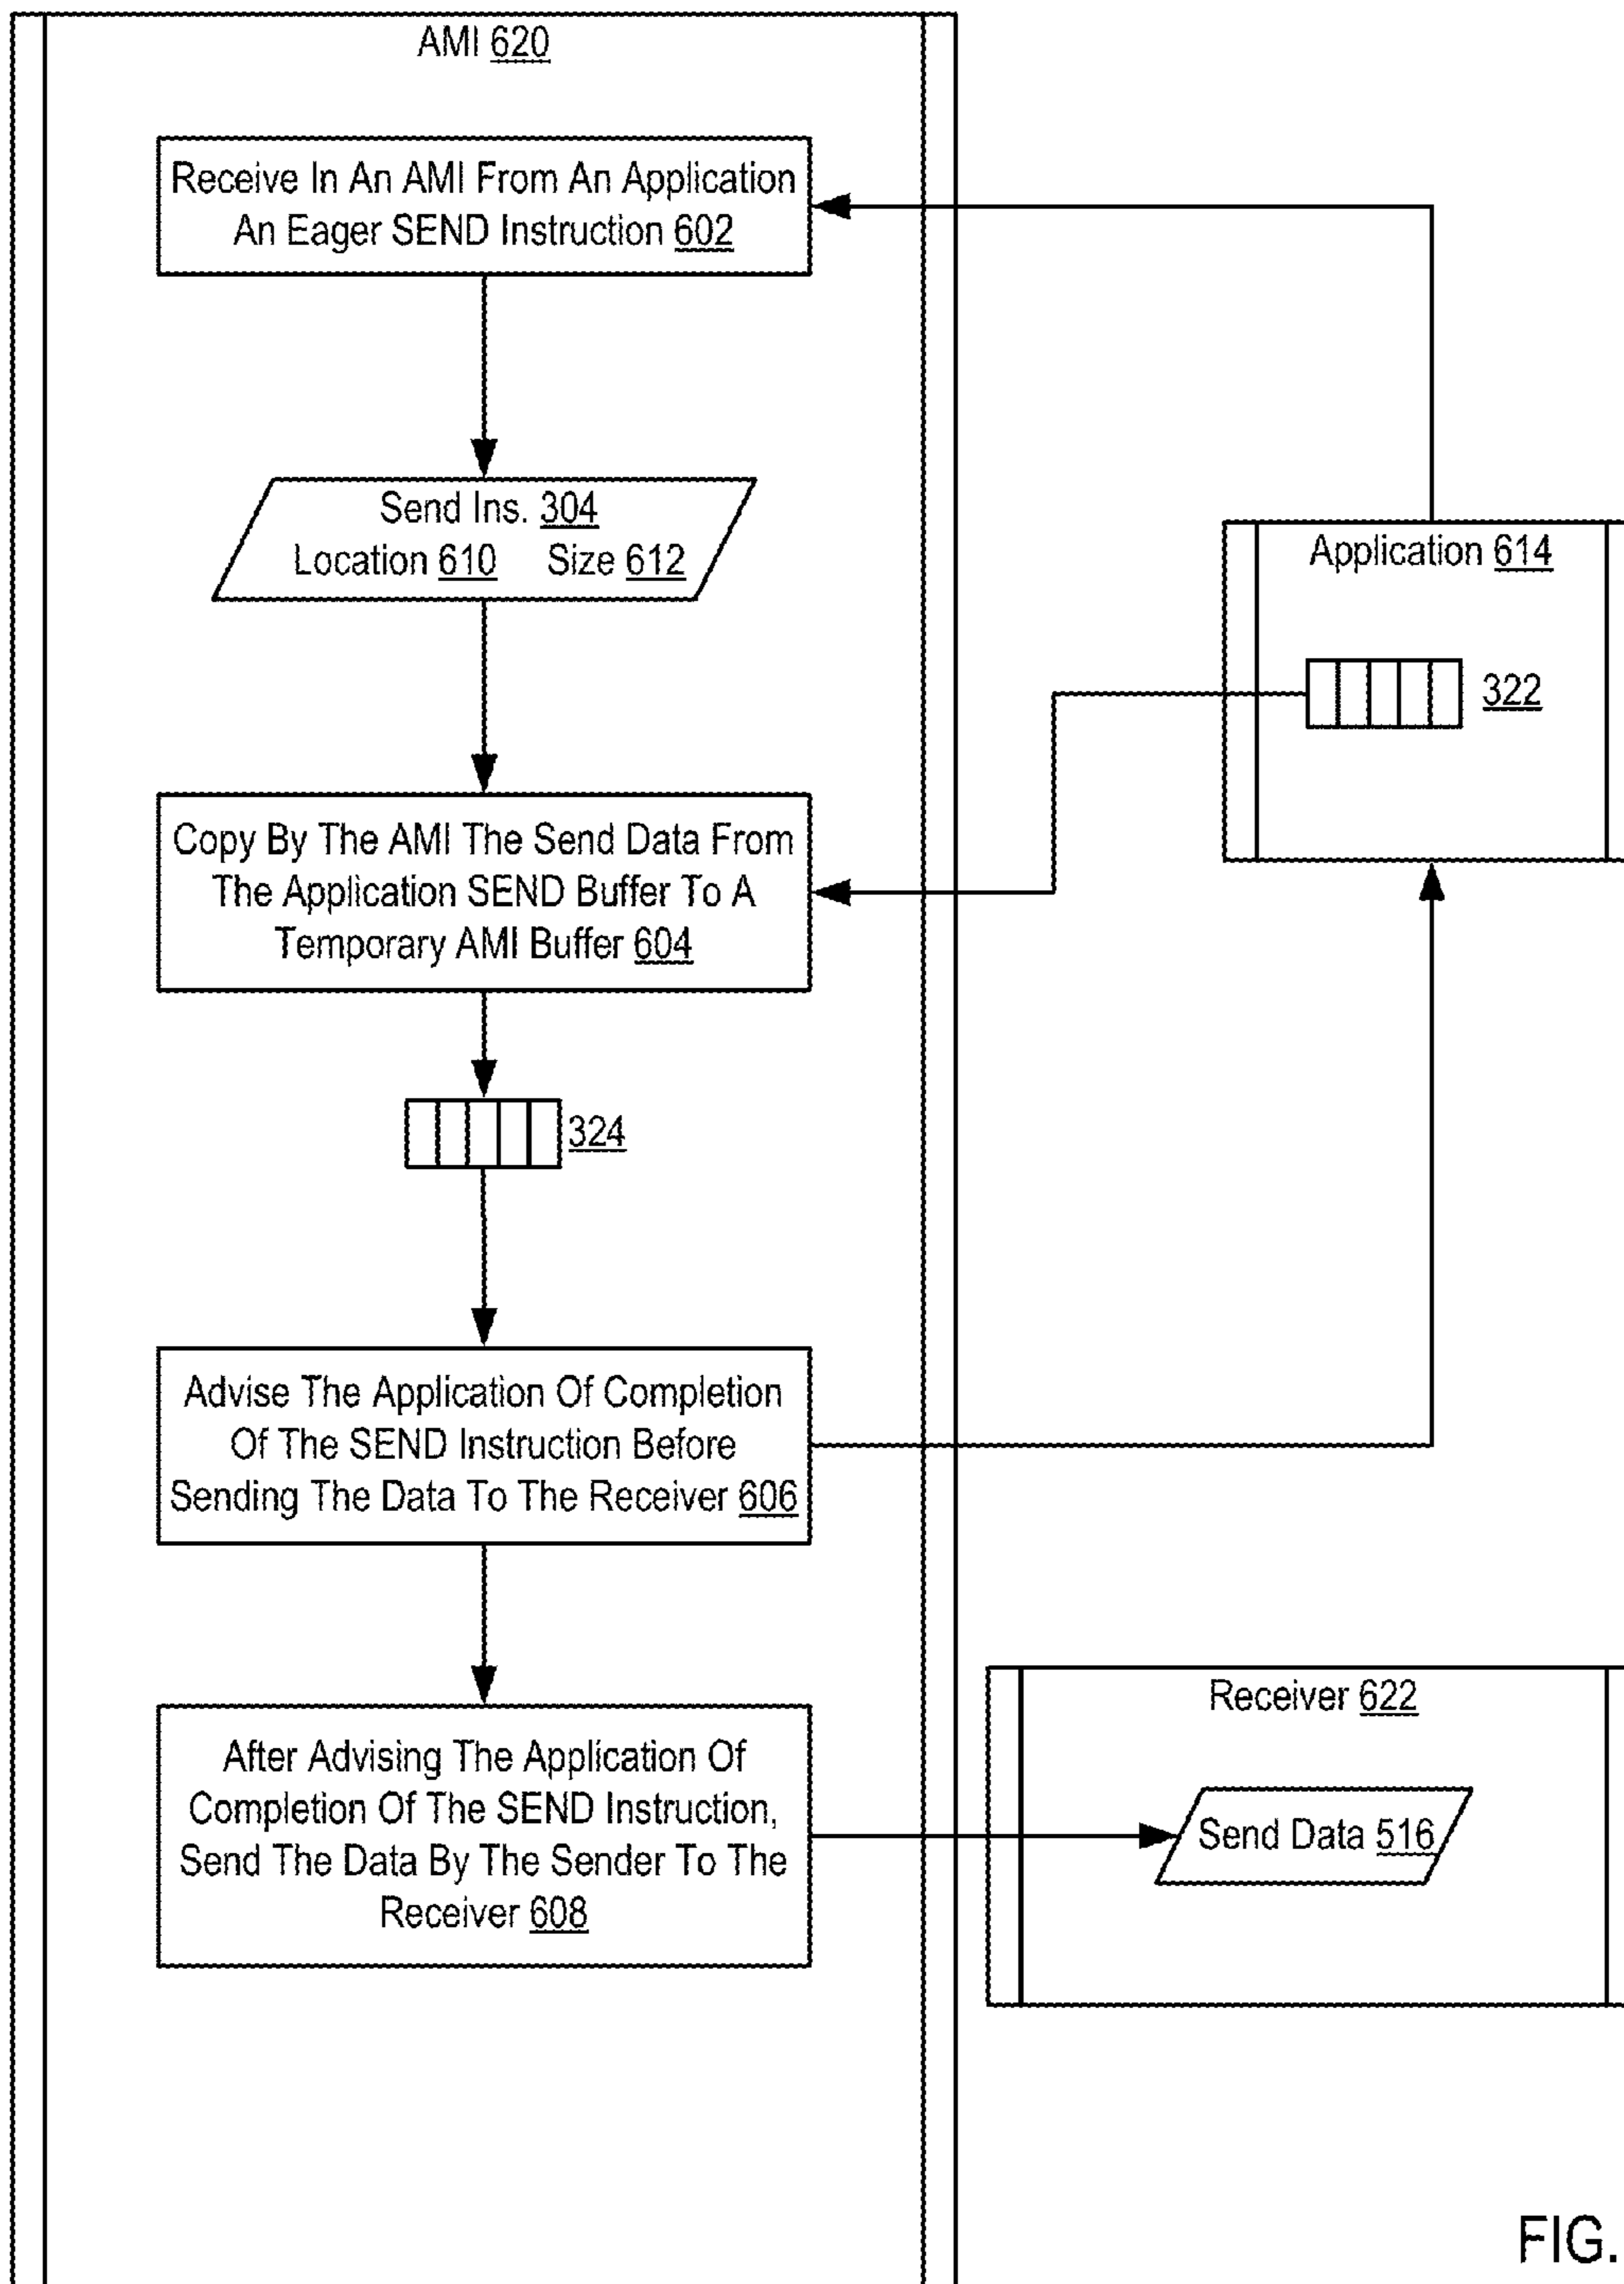 AMI 620
Receive In An AMI From An Application
An Eager SEND Instruction 602
Send Ins. 304
Location 610 Size 612
Application 614
322
Copy By The AMI The Send Data From
The Application SEND Buffer To A
Temporary AMI Buffer 604
324
Advise The Application Of Completion
Of The SEND Instruction Before
Sending The Data To The Receiver 606
Receiver 622
After Advising The Application Of
Completion Of The SEND Instruction,
Send The Data By The Sender To The
Receiver 608
Send Data 516
FIG.